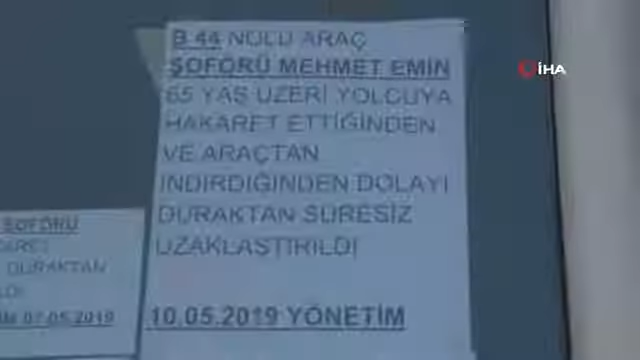 B 44 NOLU ARAÇ
ŞOFÖRÜ MEHMET EMİN
65 YAŞ ÜZERİ YOLCUYA
HAKARET ETTİĞİNDEN
VE ARAÇTAN
İNDİRDİĞİNDEN DOLAYI
DURAKTAN SÜRESİZ
UZAKLAŞTIRILDI
10.05.2019 YÖNETİM
ŞOFÖRÜ
DURAKTAN
07.05.2019
İHA